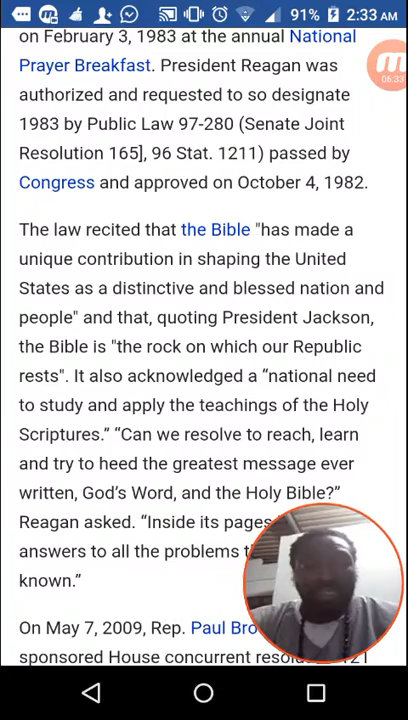 91% 2:33 AM
on February 3, 1983 at the annual National
Prayer Breakfast. President Reagan was
06:33
authorized and requested to so designate
1983 by Public Law 97-280 (Senate Joint
Resolution 165], 96 Stat. 1211) passed by
Congress and approved on October 4, 1982.
The law recited that the Bible "has made a
unique contribution in shaping the United
States as a distinctive and blessed nation and
people" and that, quoting President Jackson,
the Bible is "the rock on which our Republic
rests". It also acknowledged a “national need
to study and apply the teachings of the Holy
Scriptures.” “Can we resolve to reach, learn
and try to heed the greatest message ever
written, God’s Word, and the Holy Bible?”
Reagan asked. “Inside its pages
answers to all the problems
known.”
On May 7, 2009, Rep. Paul
sponsored House concurrent